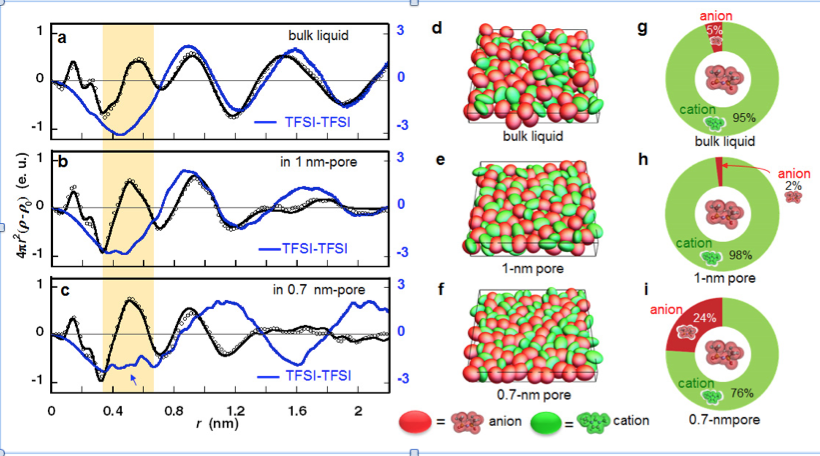 a
bulk liquid
1
0
-1
3
2
0
-3
TFSI-TFSI
b
in 1 nm-pore
1
0
-1
3
2
0
-3
TFSI-TFSI
c
in 0.7 nm-pore
1
0
-1
3
2
0
-3
TFSI-TFSI
4πr²(ρ-ρ₀) (e. u.)
0 0.4 0.8 1.2 1.6 2
r (nm)
d
bulk liquid
e
1-nm pore
f
0.7-nm pore
= anion = cation
g
anion
5%
cation
95%
bulk liquid
h
anion
2%
cation
98%
1-nm pore
i
anion
24%
cation
76%
0.7-nmpore